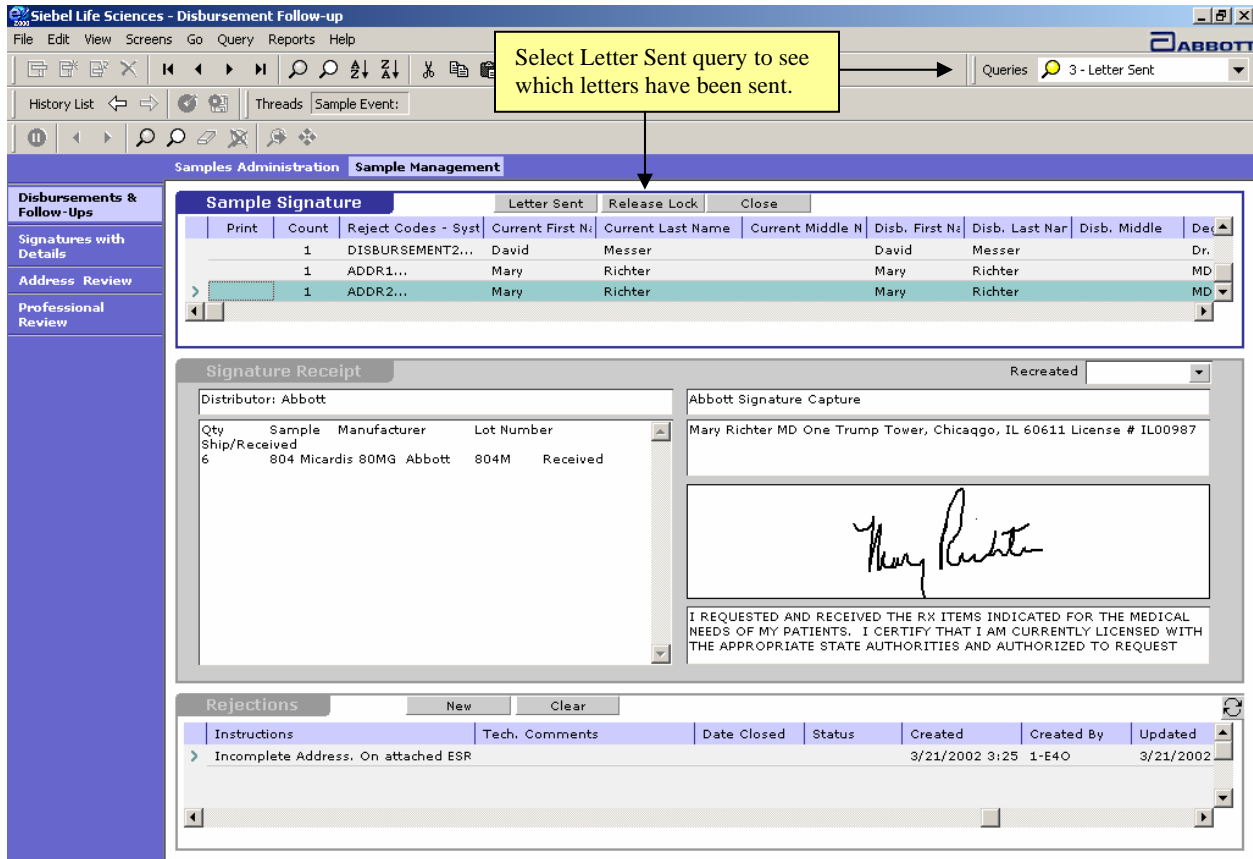 Siebel Life Sciences - Disbursement Follow-up
File Edit View Screens Go Query Reports Help
ABBOTT
Select Letter Sent query to see
which letters have been sent.
Queries 3 - Letter Sent
History List Threads Sample Event:
Samples Administration Sample Management
Disbursements &
Follow-Ups
Signatures with
Details
Address Review
Professional
Review
Sample Signature Letter Sent Release Lock Close
Print Count Reject Codes - Syst Current First Na Current Last Name Current Middle N Disb. First Na Disb. Last Nar Disb. Middle Deg
1 DISBURSEMENT2... David Messer David Messer Dr.
1 ADDR1... Mary Richter Mary Richter MD
1 ADDR2... Mary Richter Mary Richter MD
Signature Receipt Recreated
Distributor: Abbott
Qty Sample Manufacturer Lot Number
Ship/Received
6 804 Micardis 80MG Abbott 804M Received
Abbott Signature Capture
Mary Richter MD One Trump Tower, Chicaqgo, IL 60611 License # IL00987
Mary Richter
I REQUESTED AND RECEIVED THE RX ITEMS INDICATED FOR THE MEDICAL
NEEDS OF MY PATIENTS. I CERTIFY THAT I AM CURRENTLY LICENSED WITH
THE APPROPRIATE STATE AUTHORITIES AND AUTHORIZED TO REQUEST
Rejections New Clear
Instructions Tech. Comments Date Closed Status Created Created By Updated
Incomplete Address. On attached ESR 3/21/2002 3:25 1-E4O 3/21/2002